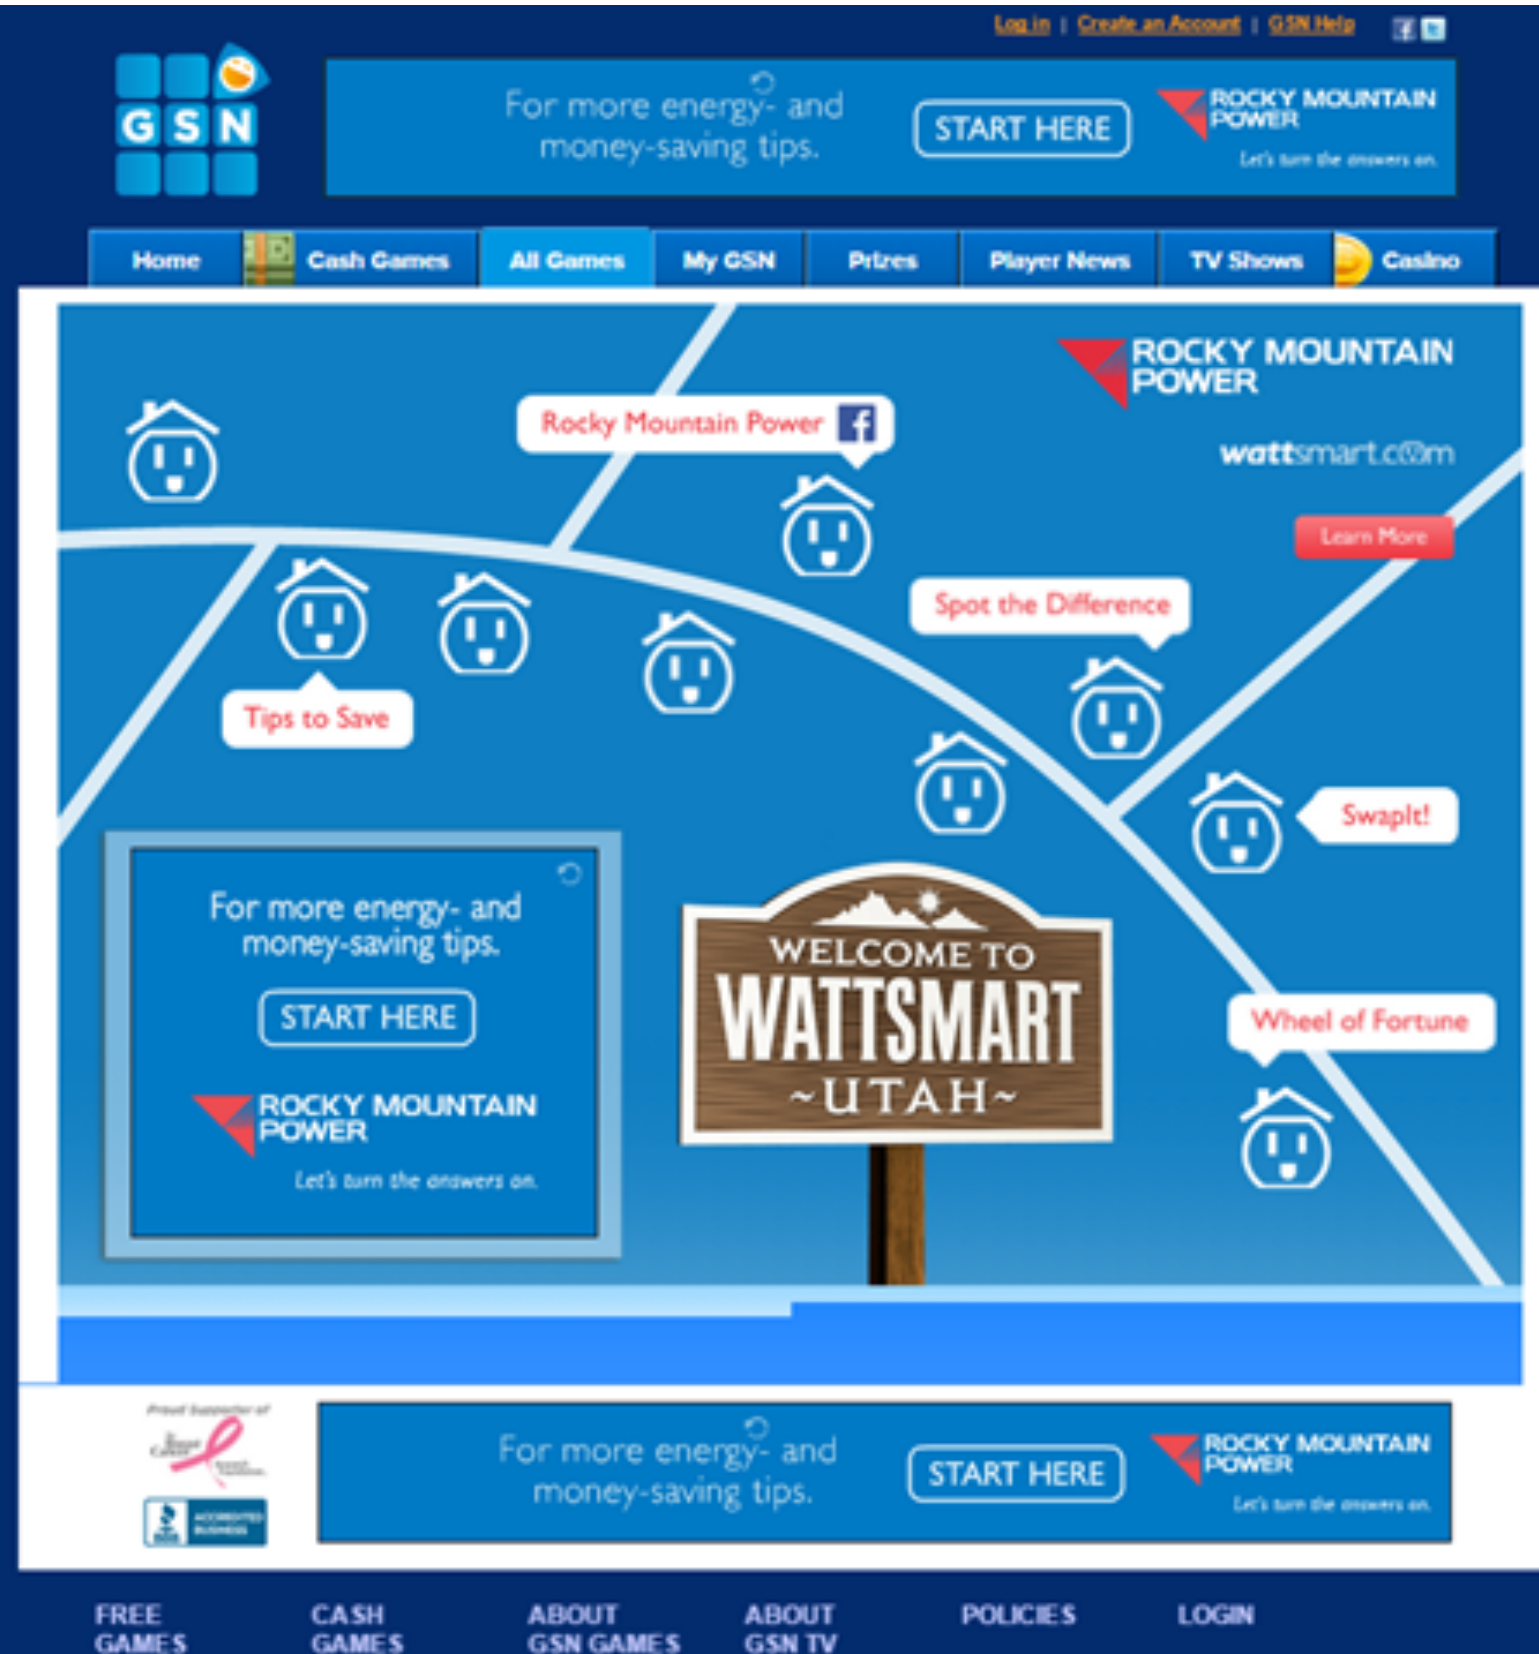 Log in | Create an Account | GSN Help
GSN
For more energy- and
money-saving tips.
START HERE
ROCKY MOUNTAIN
POWER
Let's turn the answers on.
Home
Cash Games
All Games
My GSN
Prizes
Player News
TV Shows
Casino
ROCKY MOUNTAIN
POWER
wattsmart.com
Learn More
Rocky Mountain Power
Spot the Difference
Tips to Save
SwapIt!
For more energy- and
money-saving tips.
START HERE
ROCKY MOUNTAIN
POWER
Let's turn the answers on.
WELCOME TO
WATTSMART
~UTAH~
Wheel of Fortune
Proud Supporter of
ACCREDITED
BUSINESS
For more energy- and
money-saving tips.
START HERE
ROCKY MOUNTAIN
POWER
Let's turn the answers on.
FREE
GAMES
CASH
GAMES
ABOUT
GSN GAMES
ABOUT
GSN TV
POLICIES
LOGIN